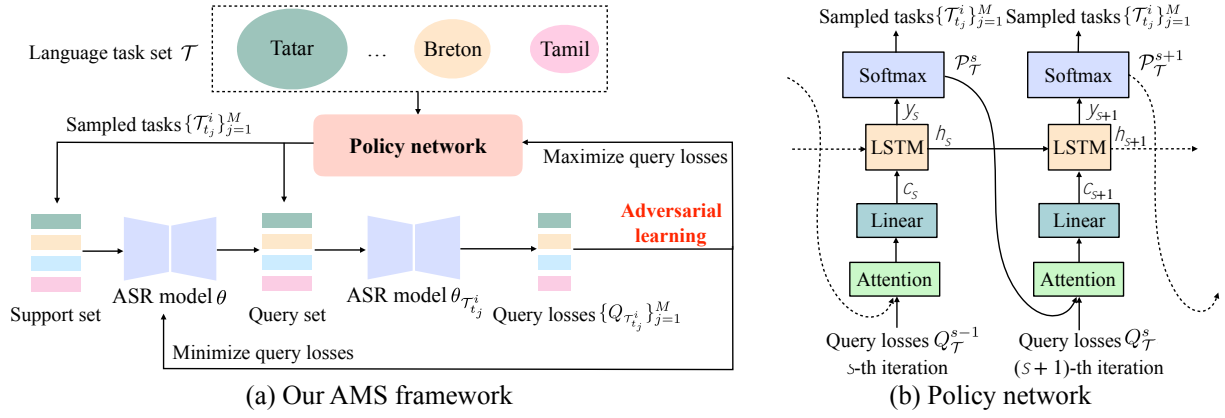 Language task set 𝒯
Tatar
...
Breton
Tamil
Sampled tasks {𝒯^i_{t_j}}^M_{j=1}
Policy network
Maximize query losses
Adversarial
learning
Support set
ASR model θ
Query set
ASR model θ_{𝒯^i_{t_j}}
Query losses {Q_{𝒯^i_{t_j}}}^M_{j=1}
Minimize query losses
(a) Our AMS framework
Sampled tasks {𝒯^i_{t_j}}^M_{j=1}
Sampled tasks {𝒯^i_{t_j}}^M_{j=1}
Softmax
𝒫^s_𝒯
Softmax
𝒫^{s+1}_𝒯
y_s
y_{s+1}
LSTM
h_s
LSTM
h_{s+1}
c_s
c_{s+1}
Linear
Linear
Attention
Attention
Query losses Q^{s-1}_𝒯
Query losses Q^s_𝒯
s-th iteration
(s + 1)-th iteration
(b) Policy network